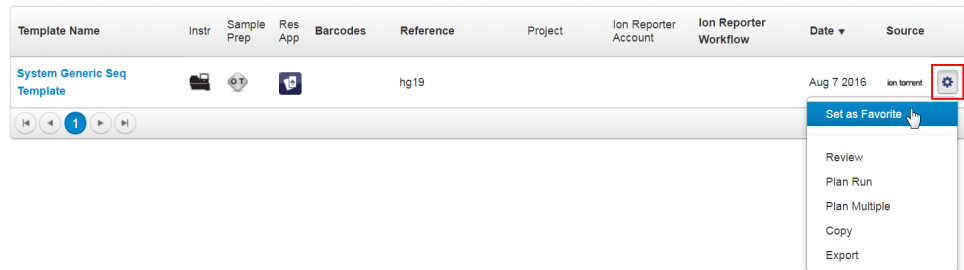 Template Name Instr Sample Prep Res App Barcodes Reference Project Ion Reporter Account Ion Reporter Workflow Date ▼ Source
System Generic Seq Template OT hg19 Aug 7 2016 ion torrent
1
Set as Favorite
Review
Plan Run
Plan Multiple
Copy
Export